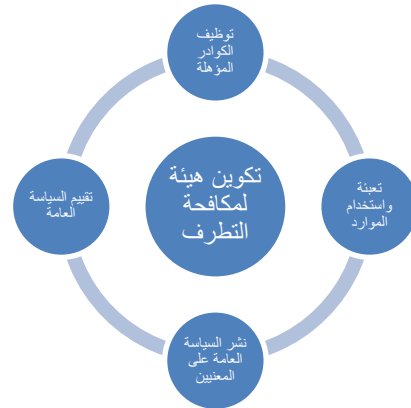 توظيف
الكوادر
المؤهلة
تكوين هيئة
لمكافحة
التطرف
تعبئة
واستخدام
الموارد
نشر السياسة
العامة على
المعنيين
تقييم السياسة
العامة